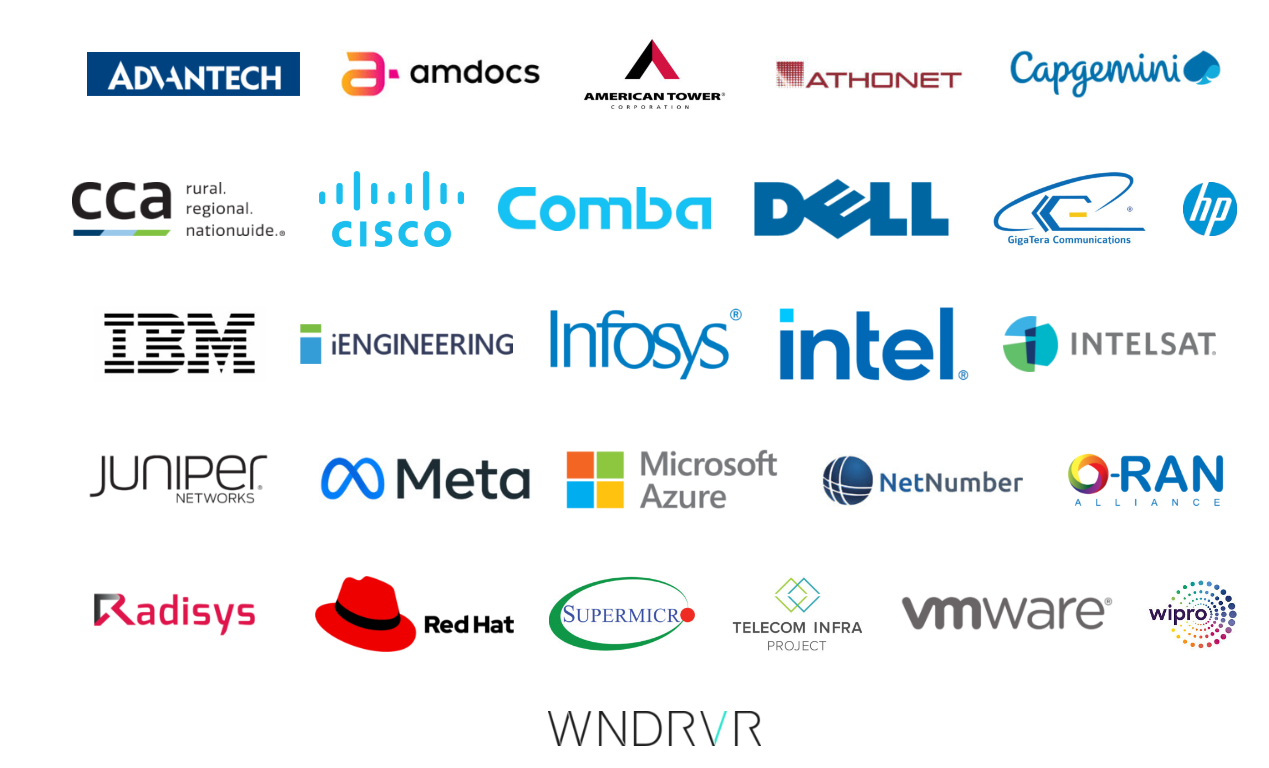 ADVANTECH
amdocs
AMERICAN TOWER®
CORPORATION
ATHONET
Capgemini
cca
rural.
regional.
nationwide.®
CISCO
Comba
DELL
GigaTera Communications
®
hp
IBM
iENGINEERING
Infosys®
intel®
INTELSAT.
JUNIPER®
NETWORKS
Meta
Microsoft
Azure
NetNumber
O-RAN
ALLIANCE
Radisys
Red Hat
SUPERMICR
TELECOM INFRA
PROJECT
vmware®
wipro
WNDRVR